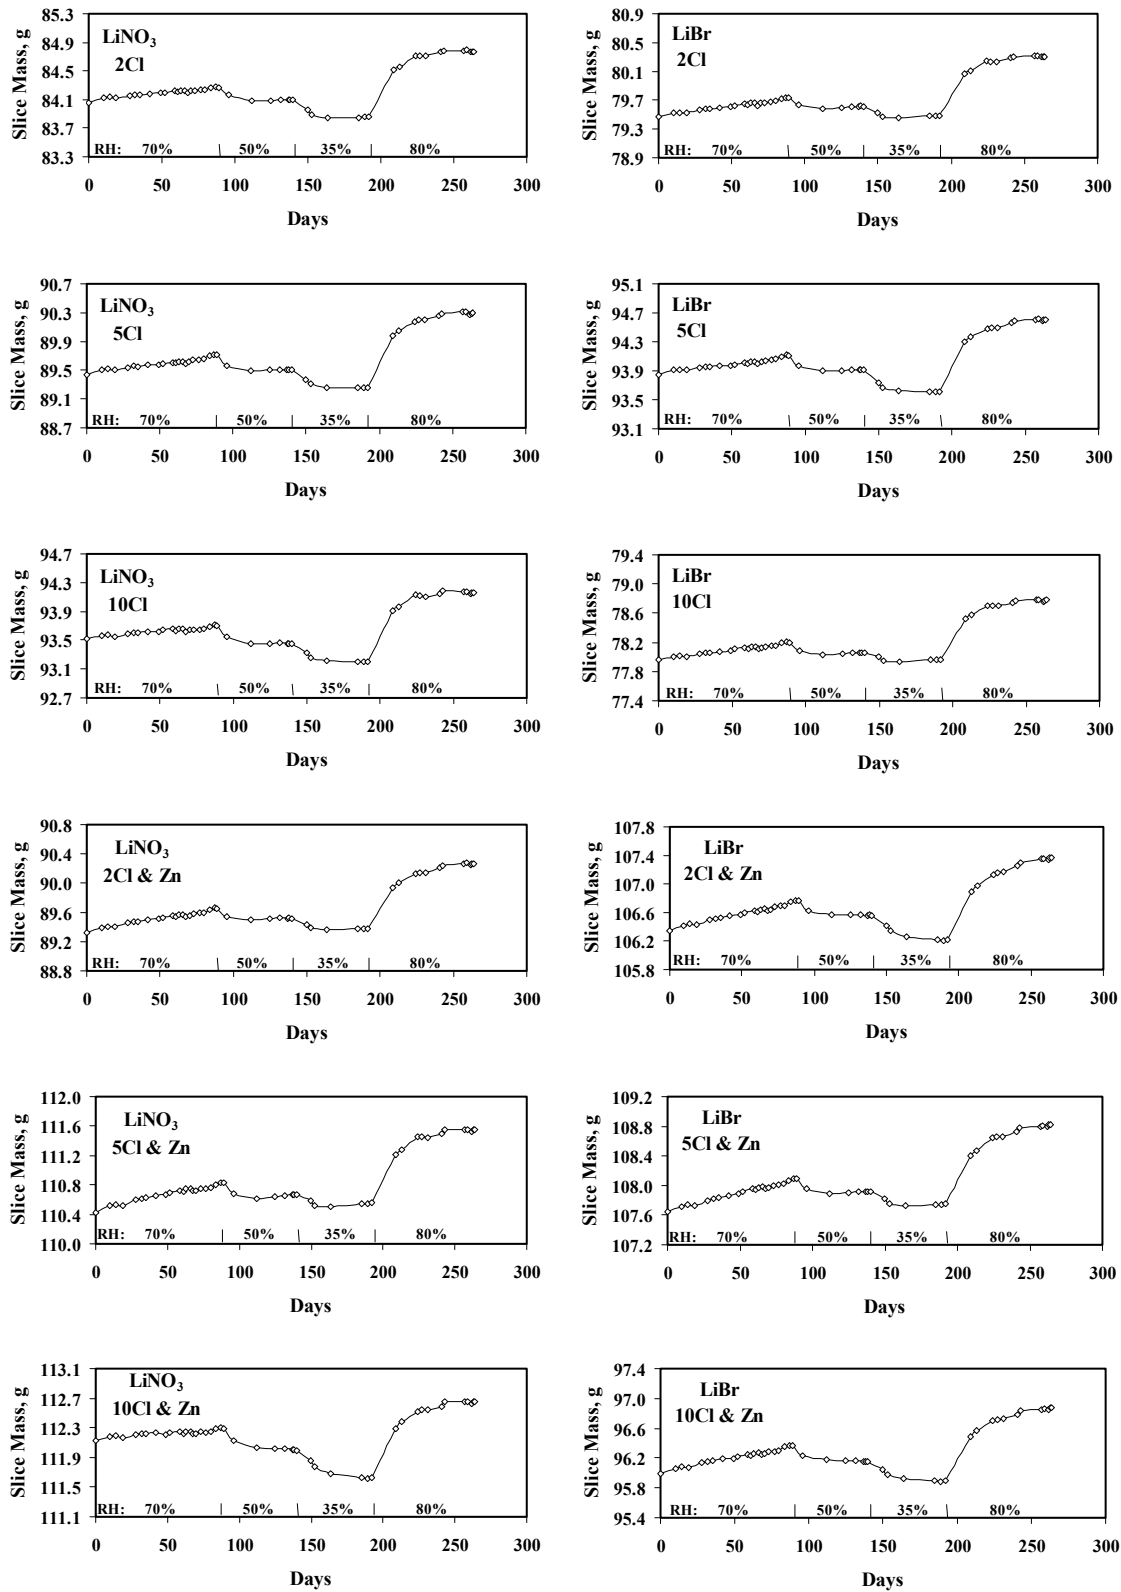 LiNO₃
2Cl
Slice Mass, g
85.3
84.9
84.5
84.1
83.7
83.3
RH: 70% 50% 35% 80%
0 50 100 150 200 250 300
Days
LiBr
2Cl
Slice Mass, g
80.9
80.5
80.1
79.7
79.3
78.9
RH: 70% 50% 35% 80%
0 50 100 150 200 250 300
Days
LiNO₃
5Cl
Slice Mass, g
90.7
90.3
89.9
89.5
89.1
88.7
RH: 70% 50% 35% 80%
0 50 100 150 200 250 300
Days
LiBr
5Cl
Slice Mass, g
95.1
94.7
94.3
93.9
93.5
93.1
RH: 70% 50% 35% 80%
0 50 100 150 200 250 300
Days
LiNO₃
10Cl
Slice Mass, g
94.7
94.3
93.9
93.5
93.1
92.7
RH: 70% 50% 35% 80%
0 50 100 150 200 250 300
Days
LiBr
10Cl
Slice Mass, g
79.4
79.0
78.6
78.2
77.8
77.4
RH: 70% 50% 35% 80%
0 50 100 150 200 250 300
Days
LiNO₃
2Cl & Zn
Slice Mass, g
90.8
90.4
90.0
89.6
89.2
88.8
RH: 70% 50% 35% 80%
0 50 100 150 200 250 300
Days
LiBr
2Cl & Zn
Slice Mass, g
107.8
107.4
107.0
106.6
106.2
105.8
RH: 70% 50% 35% 80%
0 50 100 150 200 250 300
Days
LiNO₃
5Cl & Zn
Slice Mass, g
112.0
111.6
111.2
110.8
110.4
110.0
RH: 70% 50% 35% 80%
0 50 100 150 200 250 300
Days
LiBr
5Cl & Zn
Slice Mass, g
109.2
108.8
108.4
108.0
107.6
107.2
RH: 70% 50% 35% 80%
0 50 100 150 200 250 300
Days
LiNO₃
10Cl & Zn
Slice Mass, g
113.1
112.7
112.3
111.9
111.5
111.1
RH: 70% 50% 35% 80%
0 50 100 150 200 250 300
Days
LiBr
10Cl & Zn
Slice Mass, g
97.4
97.0
96.6
96.2
95.8
95.4
RH: 70% 50% 35% 80%
0 50 100 150 200 250 300
Days